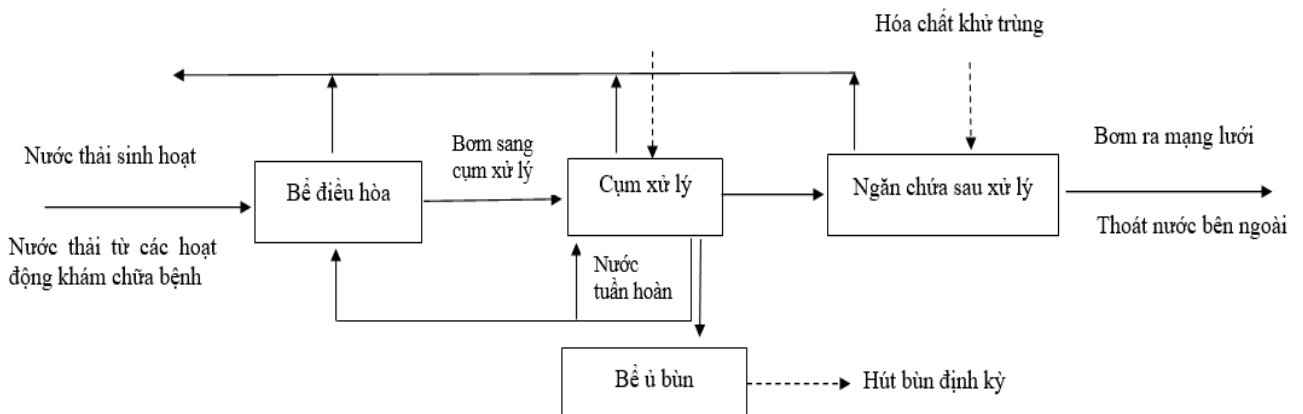 Hóa chất khử trùng
Nước thải sinh hoạt
Nước thải từ các hoạt
động khám chữa bệnh
Bể điều hòa
Bơm sang
cụm xử lý
Cụm xử lý
Nước
tuần hoàn
Ngăn chứa sau xử lý
Bơm ra mạng lưới
Thoát nước bên ngoài
Bể ủ bùn
Hút bùn định kỳ